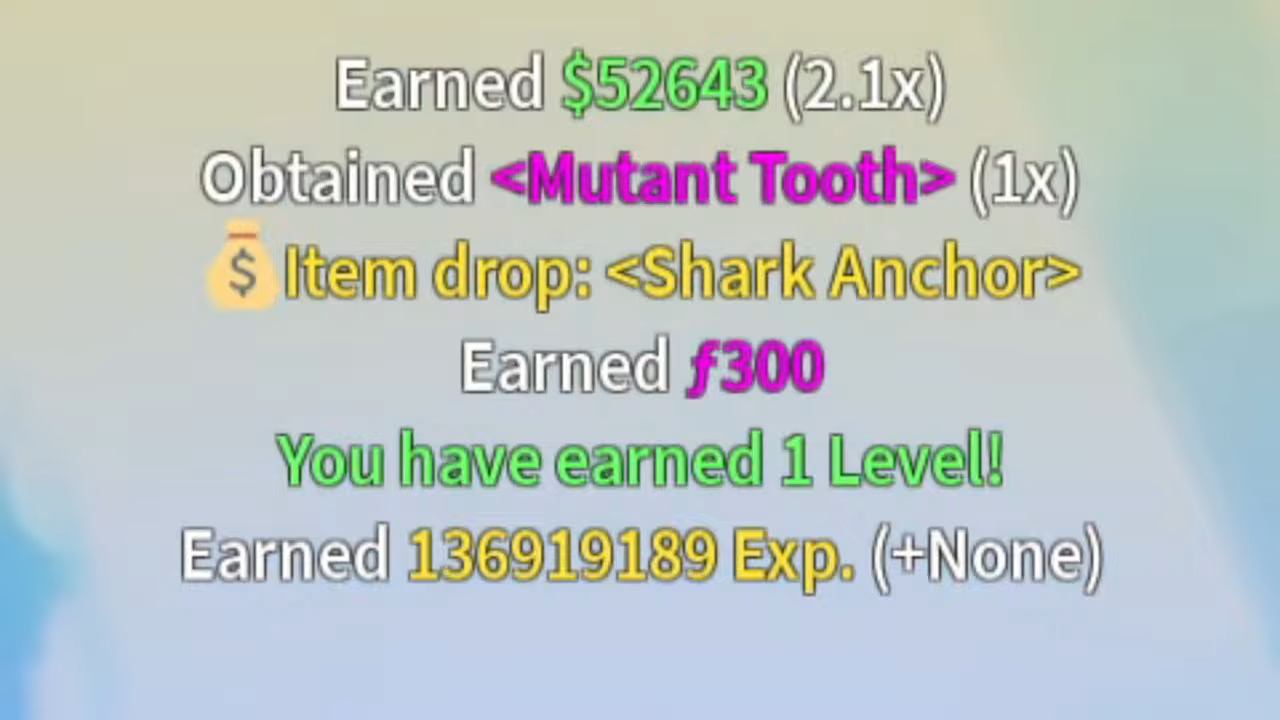 Earned $52643 (2.1x)
Obtained <Mutant Tooth> (1x)
💰Item drop: <Shark Anchor>
Earned ƒ300
You have earned 1 Level!
Earned 136919189 Exp. (+None)